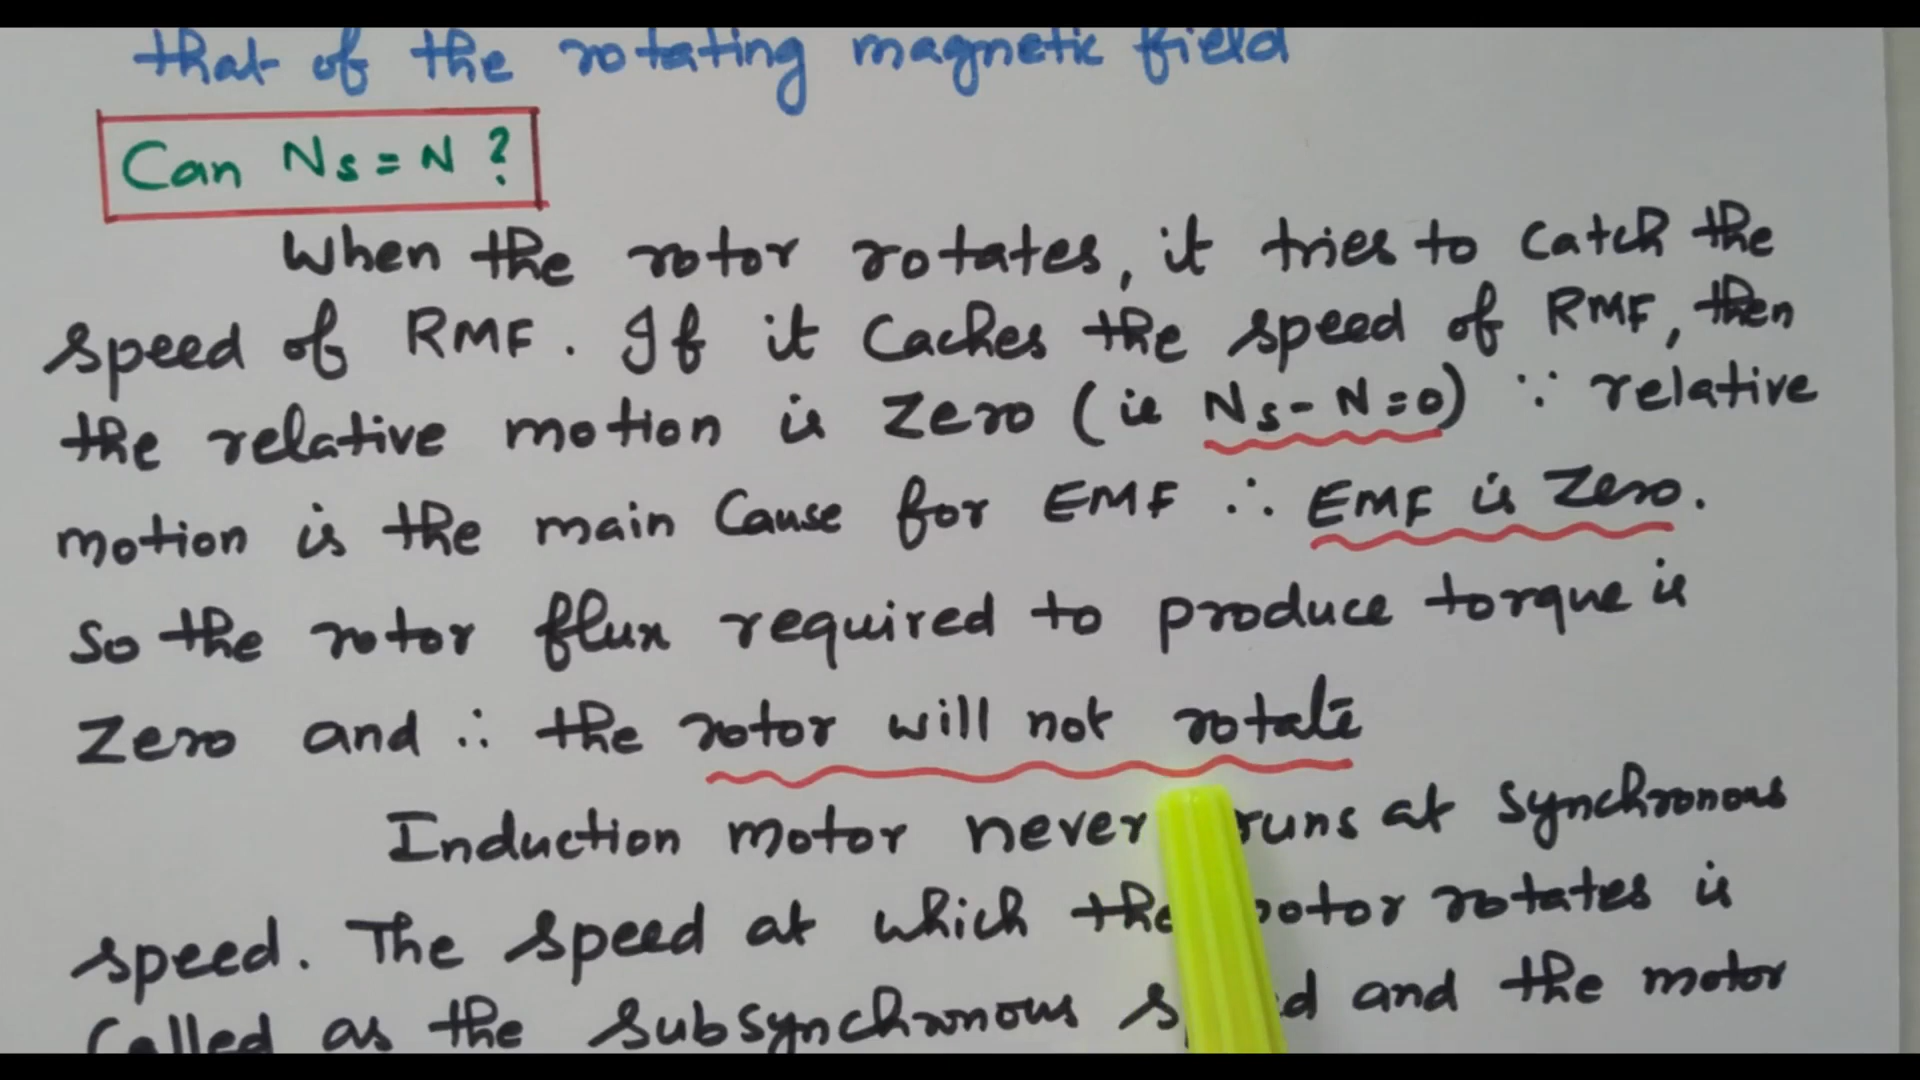 that of the rotating magnetic field
Can Ns = N ?
When the rotor rotates, it tries to catch the
speed of RMF. If it Caches the speed of RMF, then
the relative motion is Zero (ie Ns - N = 0) ∵ relative
motion is the main Cause for EMF ∴ EMF is Zero.
So the rotor flux required to produce torque is
Zero and ∴ the rotor will not rotate
Induction motor never runs at Synchronous
speed. The speed at which the rotor rotates is
Called as the subsynchronous and the motor